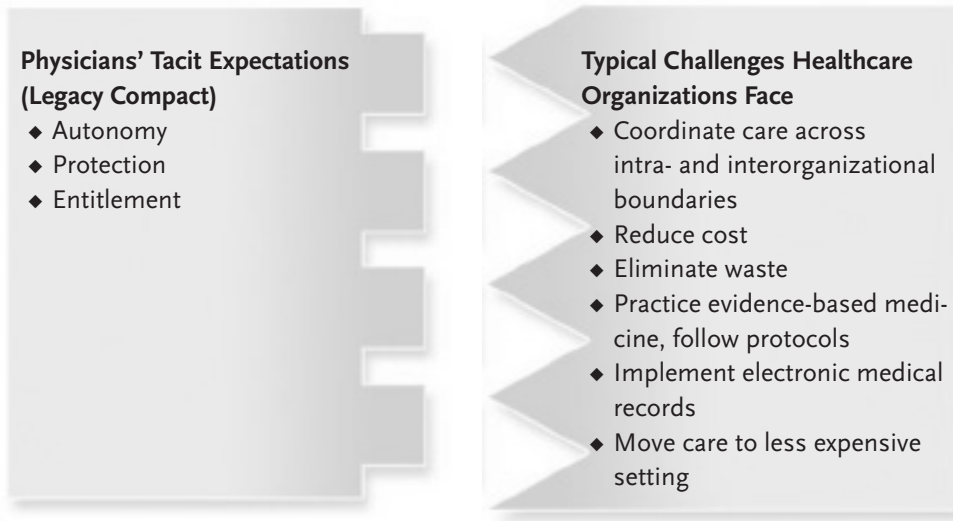 Physicians’ Tacit Expectations
(Legacy Compact)
◆ Autonomy
◆ Protection
◆ Entitlement
Typical Challenges Healthcare
Organizations Face
◆ Coordinate care across
intra- and interorganizational
boundaries
◆ Reduce cost
◆ Eliminate waste
◆ Practice evidence-based medi-
cine, follow protocols
◆ Implement electronic medical
records
◆ Move care to less expensive
setting